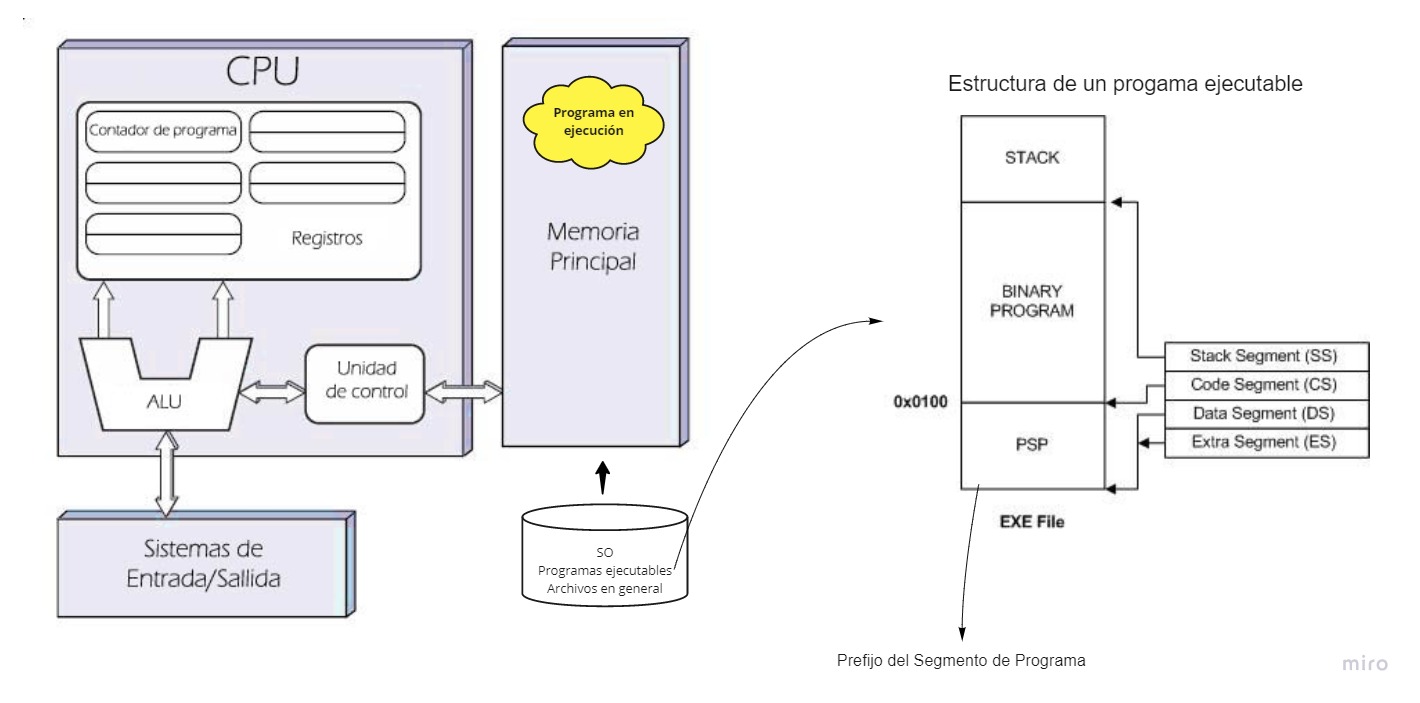 CPU
Contador de programa
Registros
ALU
Unidad
de control
Sistemas de
Entrada/Sallida
Programa en
ejecución
Memoria
Principal
SO
Programas ejecutables
Archivos en general
Estructura de un progama ejecutable
STACK
BINARY
PROGRAM
0x0100
PSP
Stack Segment (SS)
Code Segment (CS)
Data Segment (DS)
Extra Segment (ES)
EXE File
Prefijo del Segmento de Programa
miro